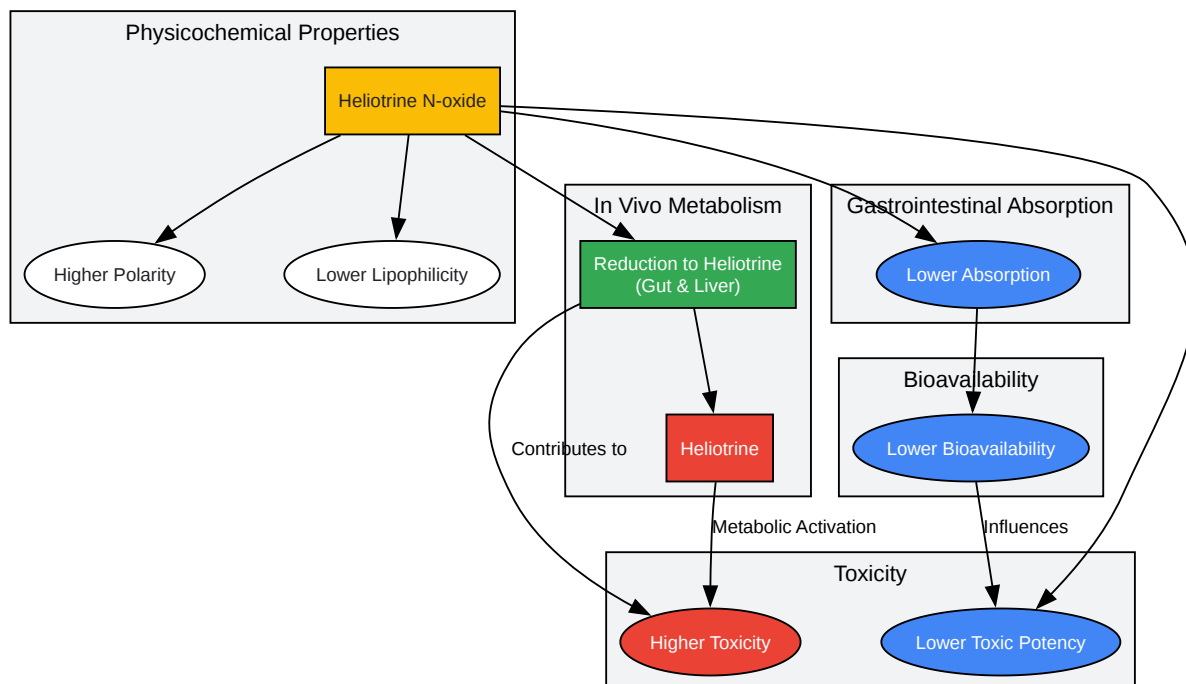 Physicochemical Properties
Heliotrine N-oxide
Higher Polarity
Lower Lipophilicity
In Vivo Metabolism
Reduction to Heliotrine
(Gut & Liver)
Gastrointestinal Absorption
Lower Absorption
Bioavailability
Contributes to
Heliotrine
Lower Bioavailability
Metabolic Activation
Influences
Toxicity
Higher Toxicity
Lower Toxic Potency